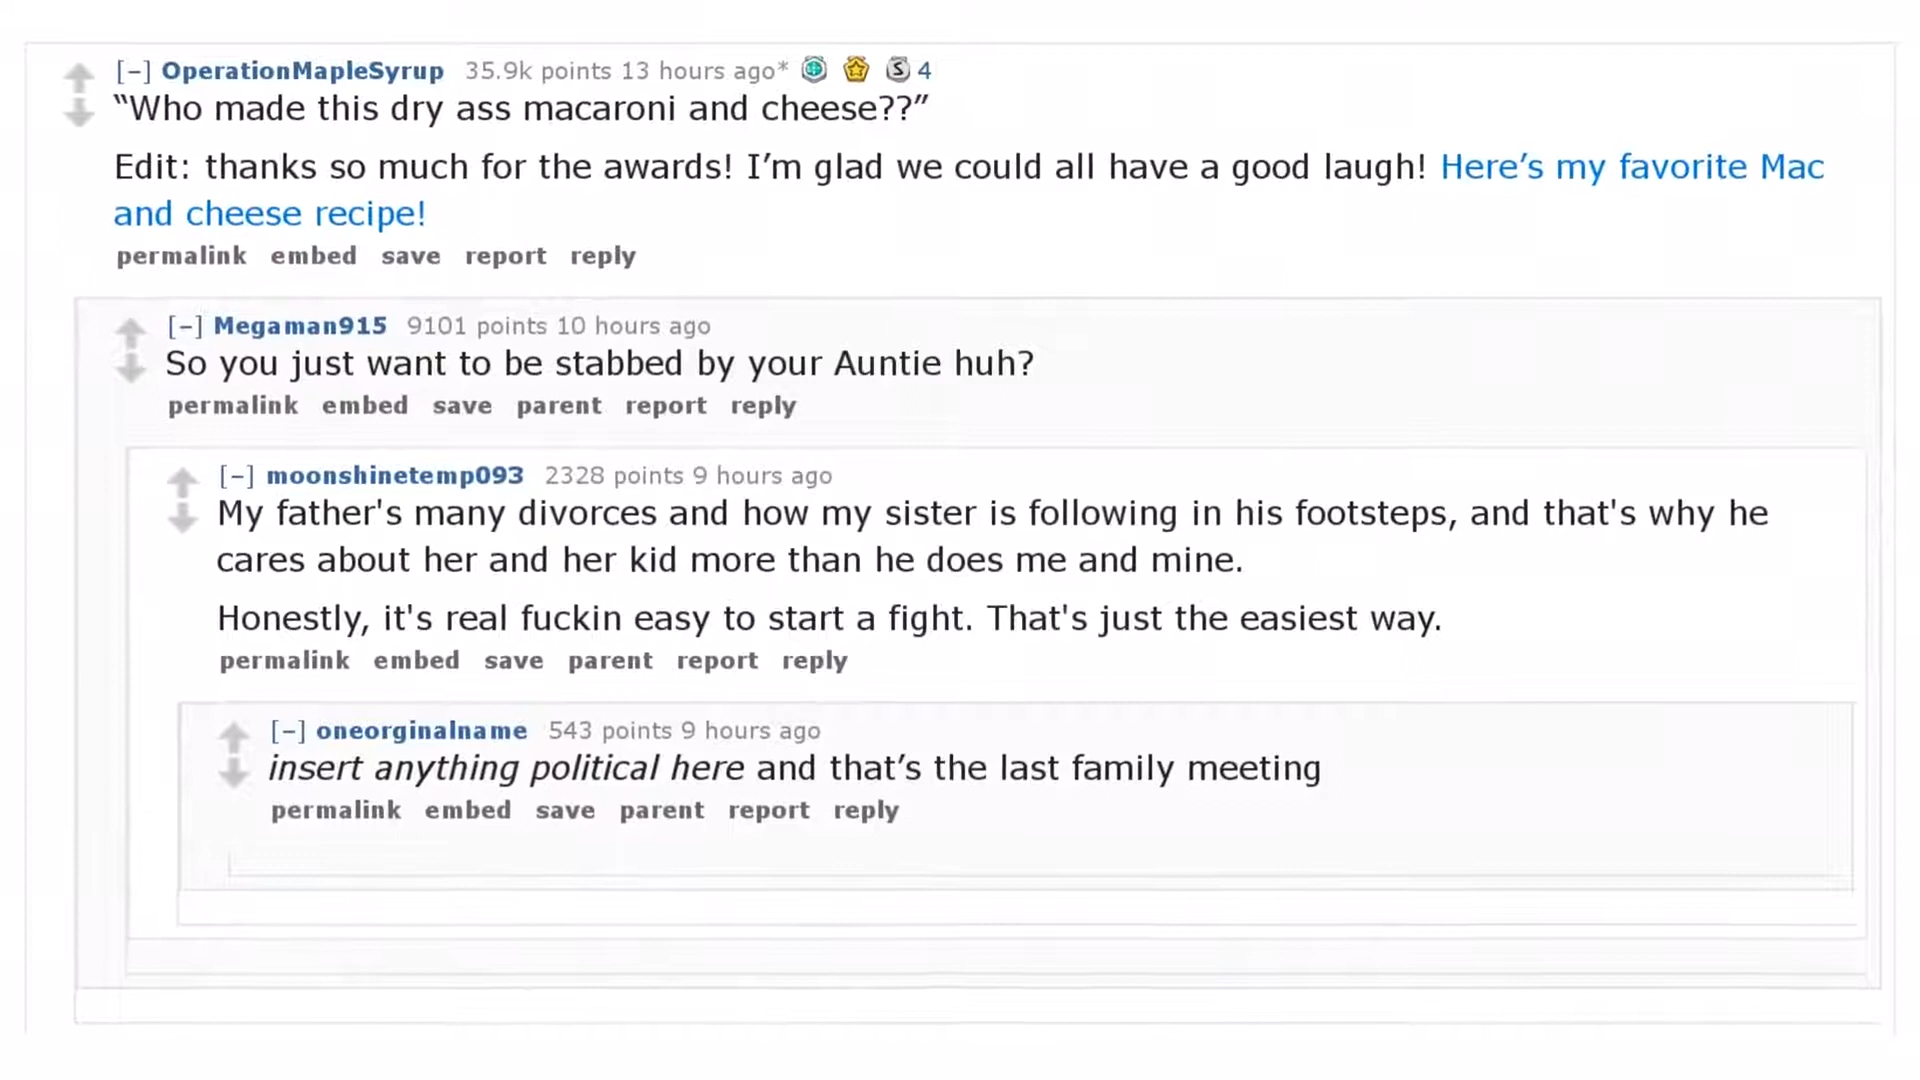 [–] OperationMapleSyrup 35.9k points 13 hours ago* S 4
“Who made this dry ass macaroni and cheese??”
Edit: thanks so much for the awards! I’m glad we could all have a good laugh! Here’s my favorite Mac
and cheese recipe!
permalink embed save report reply
[–] Megaman915 9101 points 10 hours ago
So you just want to be stabbed by your Auntie huh?
permalink embed save parent report reply
[–] moonshinetemp093 2328 points 9 hours ago
My father's many divorces and how my sister is following in his footsteps, and that's why he
cares about her and her kid more than he does me and mine.
Honestly, it's real fuckin easy to start a fight. That's just the easiest way.
permalink embed save parent report reply
[–] oneorginalname 543 points 9 hours ago
insert anything political here and that’s the last family meeting
permalink embed save parent report reply